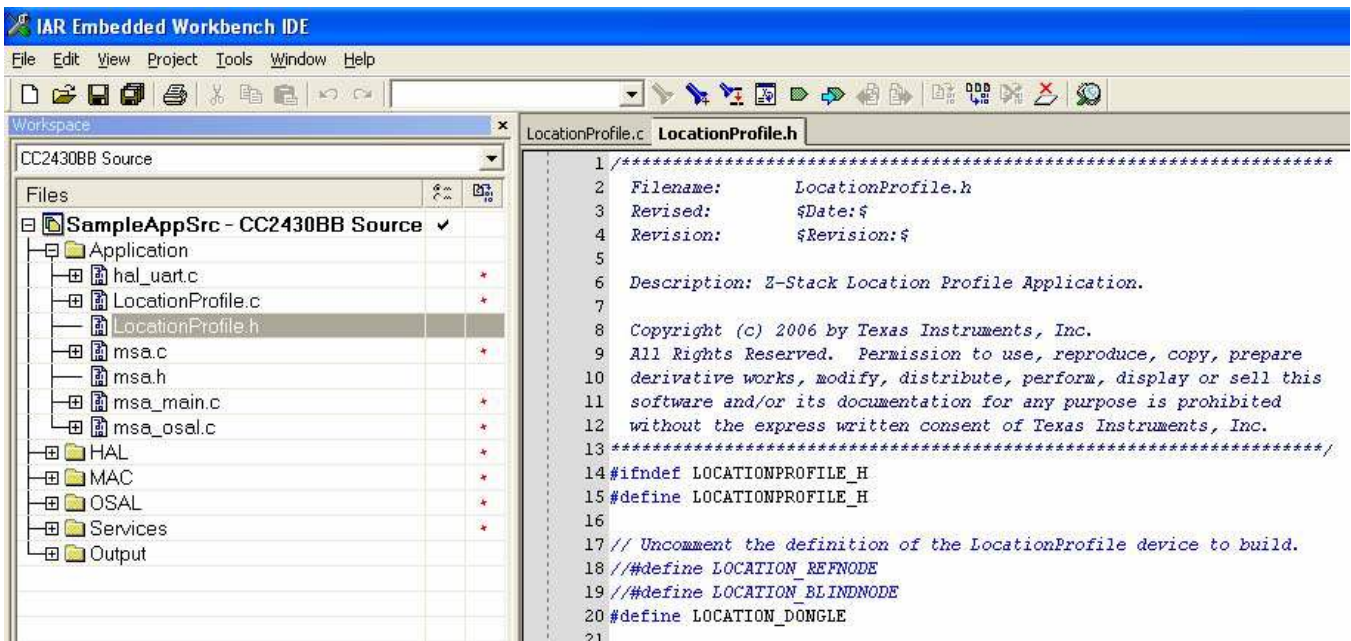 IAR Embedded Workbench IDE
File Edit View Project Tools Window Help
Workspace
CC2430BB Source
Files
SampleAppSrc - CC2430BB Source
Application
hal_uart.c
LocationProfile.c
LocationProfile.h
msa.c
msa.h
msa_main.c
msa_osal.c
HAL
MAC
OSAL
Services
Output
LocationProfile.c LocationProfile.h
1 /*********************************************************************
2 Filename: LocationProfile.h
3 Revised: $Date:$
4 Revision: $Revision:$
5
6 Description: Z-Stack Location Profile Application.
7
8 Copyright (c) 2006 by Texas Instruments, Inc.
9 All Rights Reserved. Permission to use, reproduce, copy, prepare
10 derivative works, modify, distribute, perform, display or sell this
11 software and/or its documentation for any purpose is prohibited
12 without the express written consent of Texas Instruments, Inc.
13 *********************************************************************/
14 #ifndef LOCATIONPROFILE_H
15 #define LOCATIONPROFILE_H
16
17 // Uncomment the definition of the LocationProfile device to build.
18 //#define LOCATION_REFNODE
19 //#define LOCATION_BLINDNODE
20 #define LOCATION_DONGLE
21